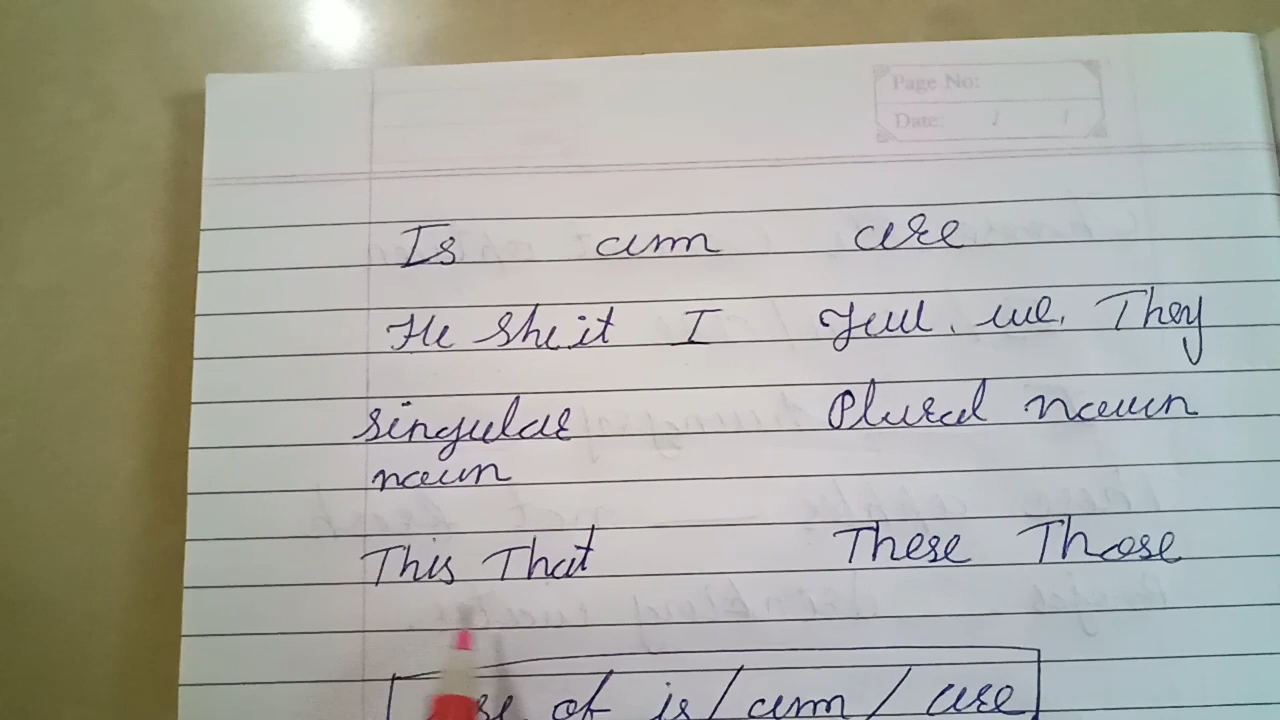 Page No:
Date: / /
Is am are
He She it I You, we, They
singular Plural noun
noun
This That These Those
of is/am/are